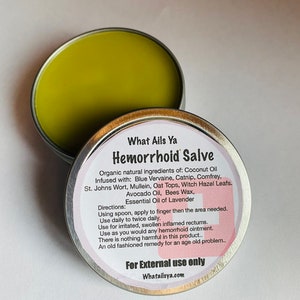 What Ails Ya
Hemorrhoid Salve
Organic natural ingredients of: Coconut Oil
Infused with: Blue Vervaine, Catnip, Comfrey,
St. Johns Wort, Mullein, Oat Tops, Witch Hazel Leafs.
Avocado Oil, Bees Wax.
Essential Oil of Lavender
Directions:
Using spoon, apply to finger then the area needed.
Use daily to twice daily.
Use for irritated, swollen inflamed rectums.
Use as you would any hemorrhoid ointment.
There is nothing harmful in this product..
An old fashioned remedy for an age old problem..
For External use only
Whatailsya.com